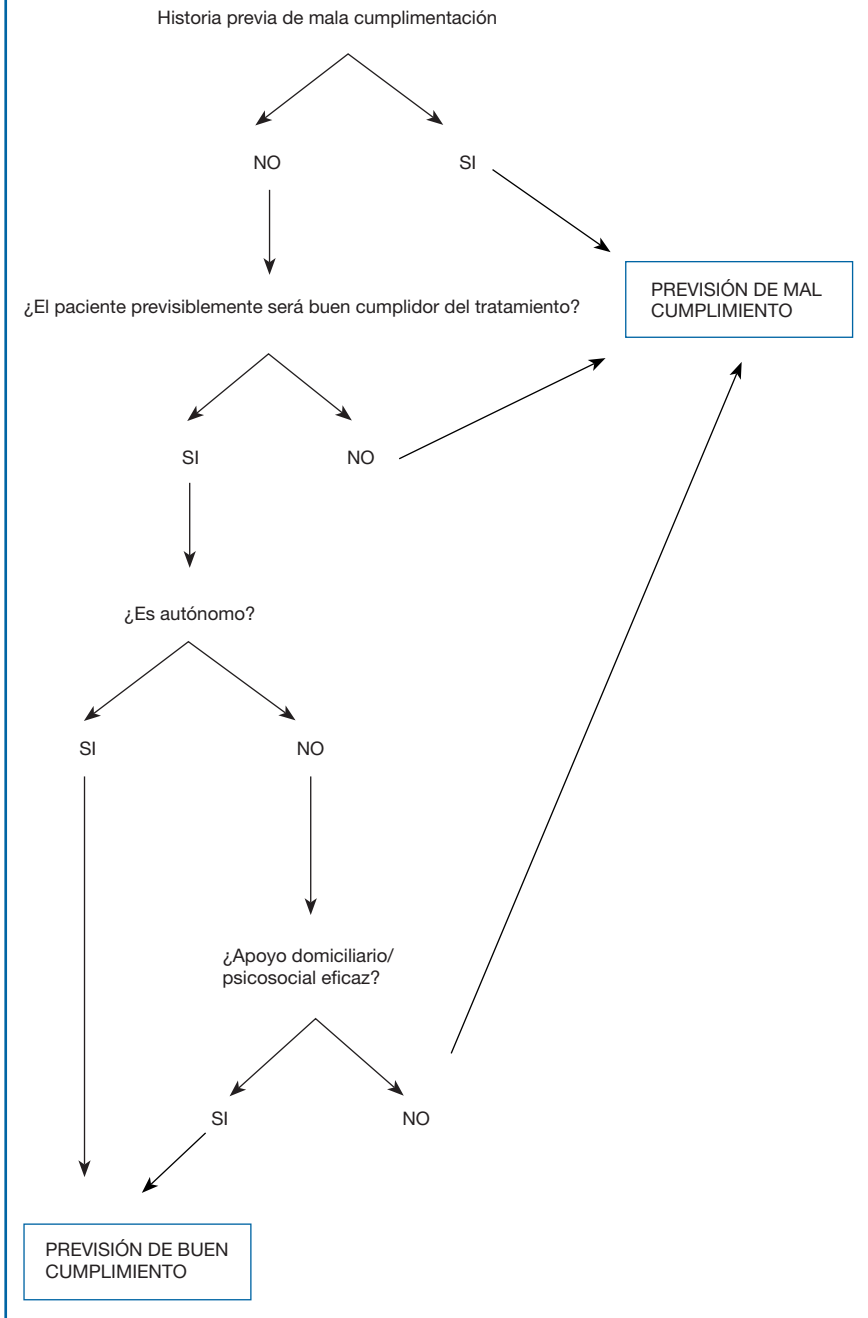 Historia previa de mala cumplimentación
NO
SI
¿El paciente previsiblemente será buen cumplidor del tratamiento?
PREVISIÓN DE MAL
CUMPLIMIENTO
SI
NO
¿Es autónomo?
SI
NO
¿Apoyo domiciliario/
psicosocial eficaz?
SI
NO
PREVISIÓN DE BUEN
CUMPLIMIENTO